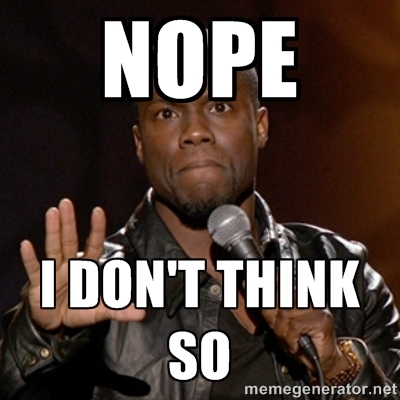 NOPE
I DON'T THINK
SO
memegenerator.net